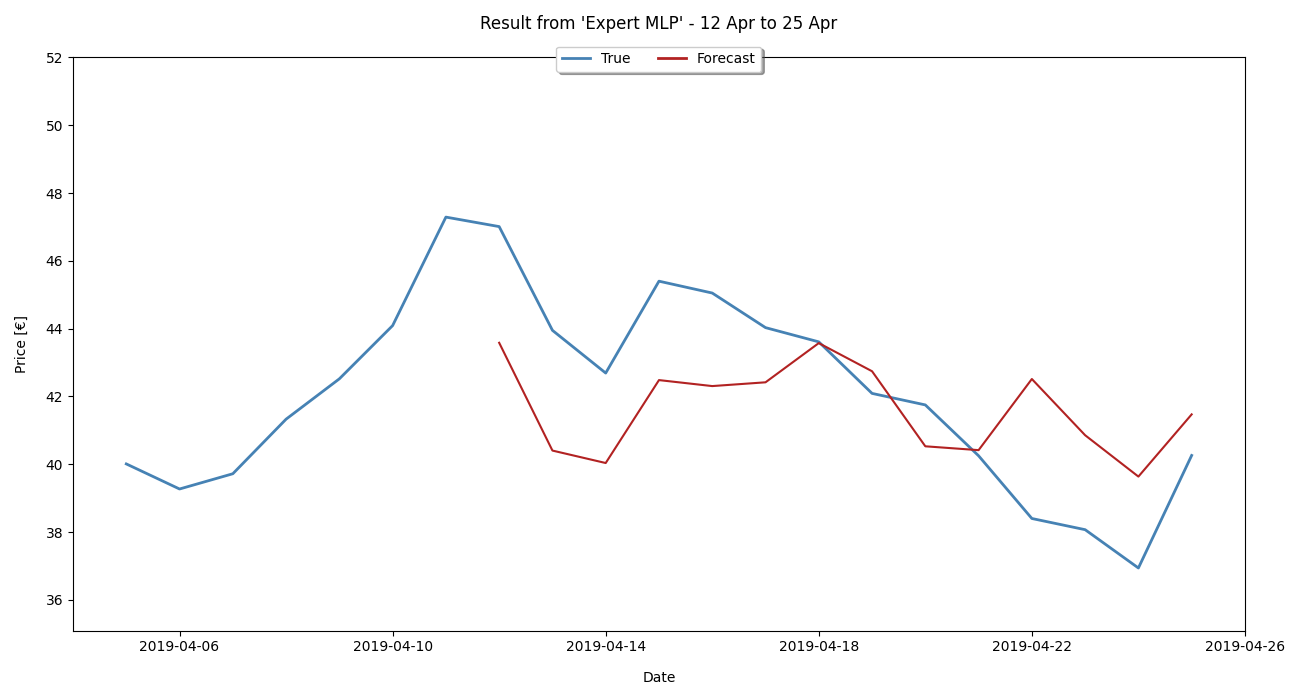 Result from 'Expert MLP' - 12 Apr to 25 Apr
True Forecast
52
50
48
46
44
42
40
38
36
Price [€]
2019-04-06 2019-04-10 2019-04-14 2019-04-18 2019-04-22 2019-04-26
Date